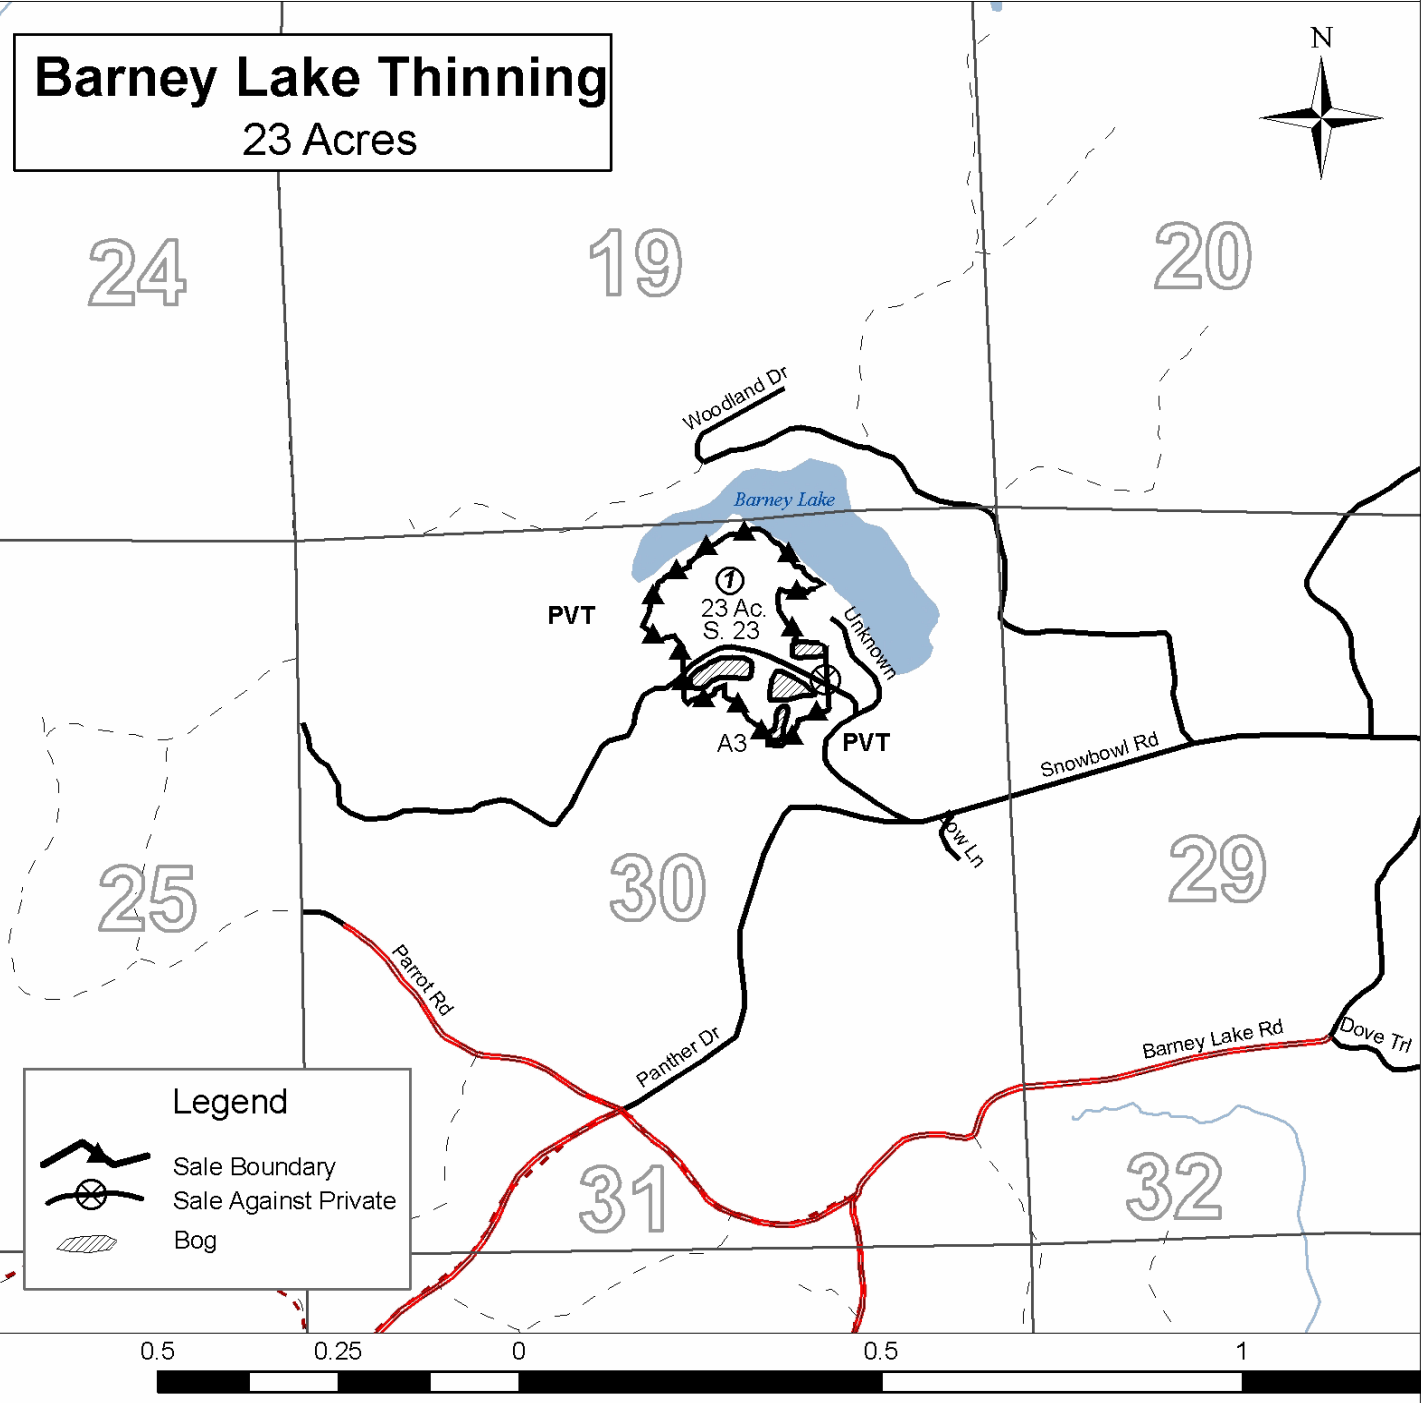 Barney Lake Thinning
23 Acres
N
24
19
20
Woodland Dr
Barney Lake
1
23 Ac.
S. 23
PVT
Unknown
A3
PVT
Snowbowl Rd
Low Ln
25
30
29
Parrot Rd
Panther Dr
Barney Lake Rd
Dove Trl
31
32
Legend
Sale Boundary
Sale Against Private
Bog
0.5 0.25 0 0.5 1